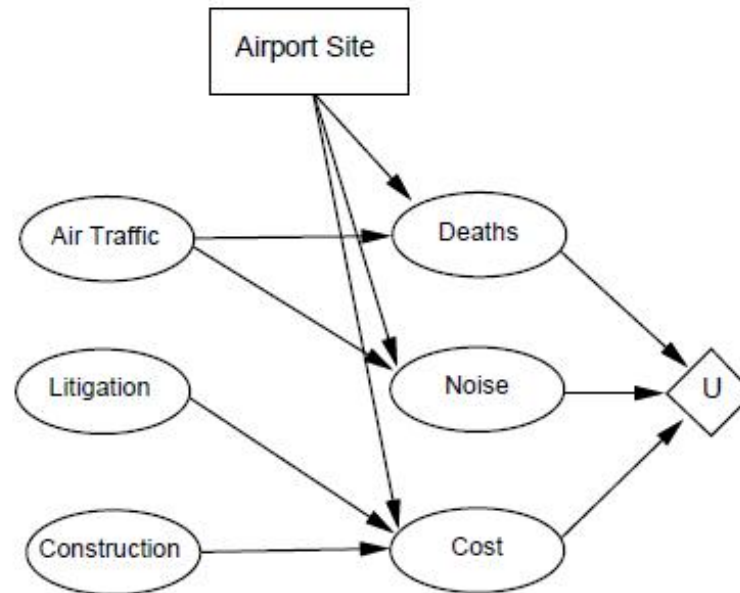 Airport Site
Air Traffic
Deaths
Litigation
Noise
U
Construction
Cost